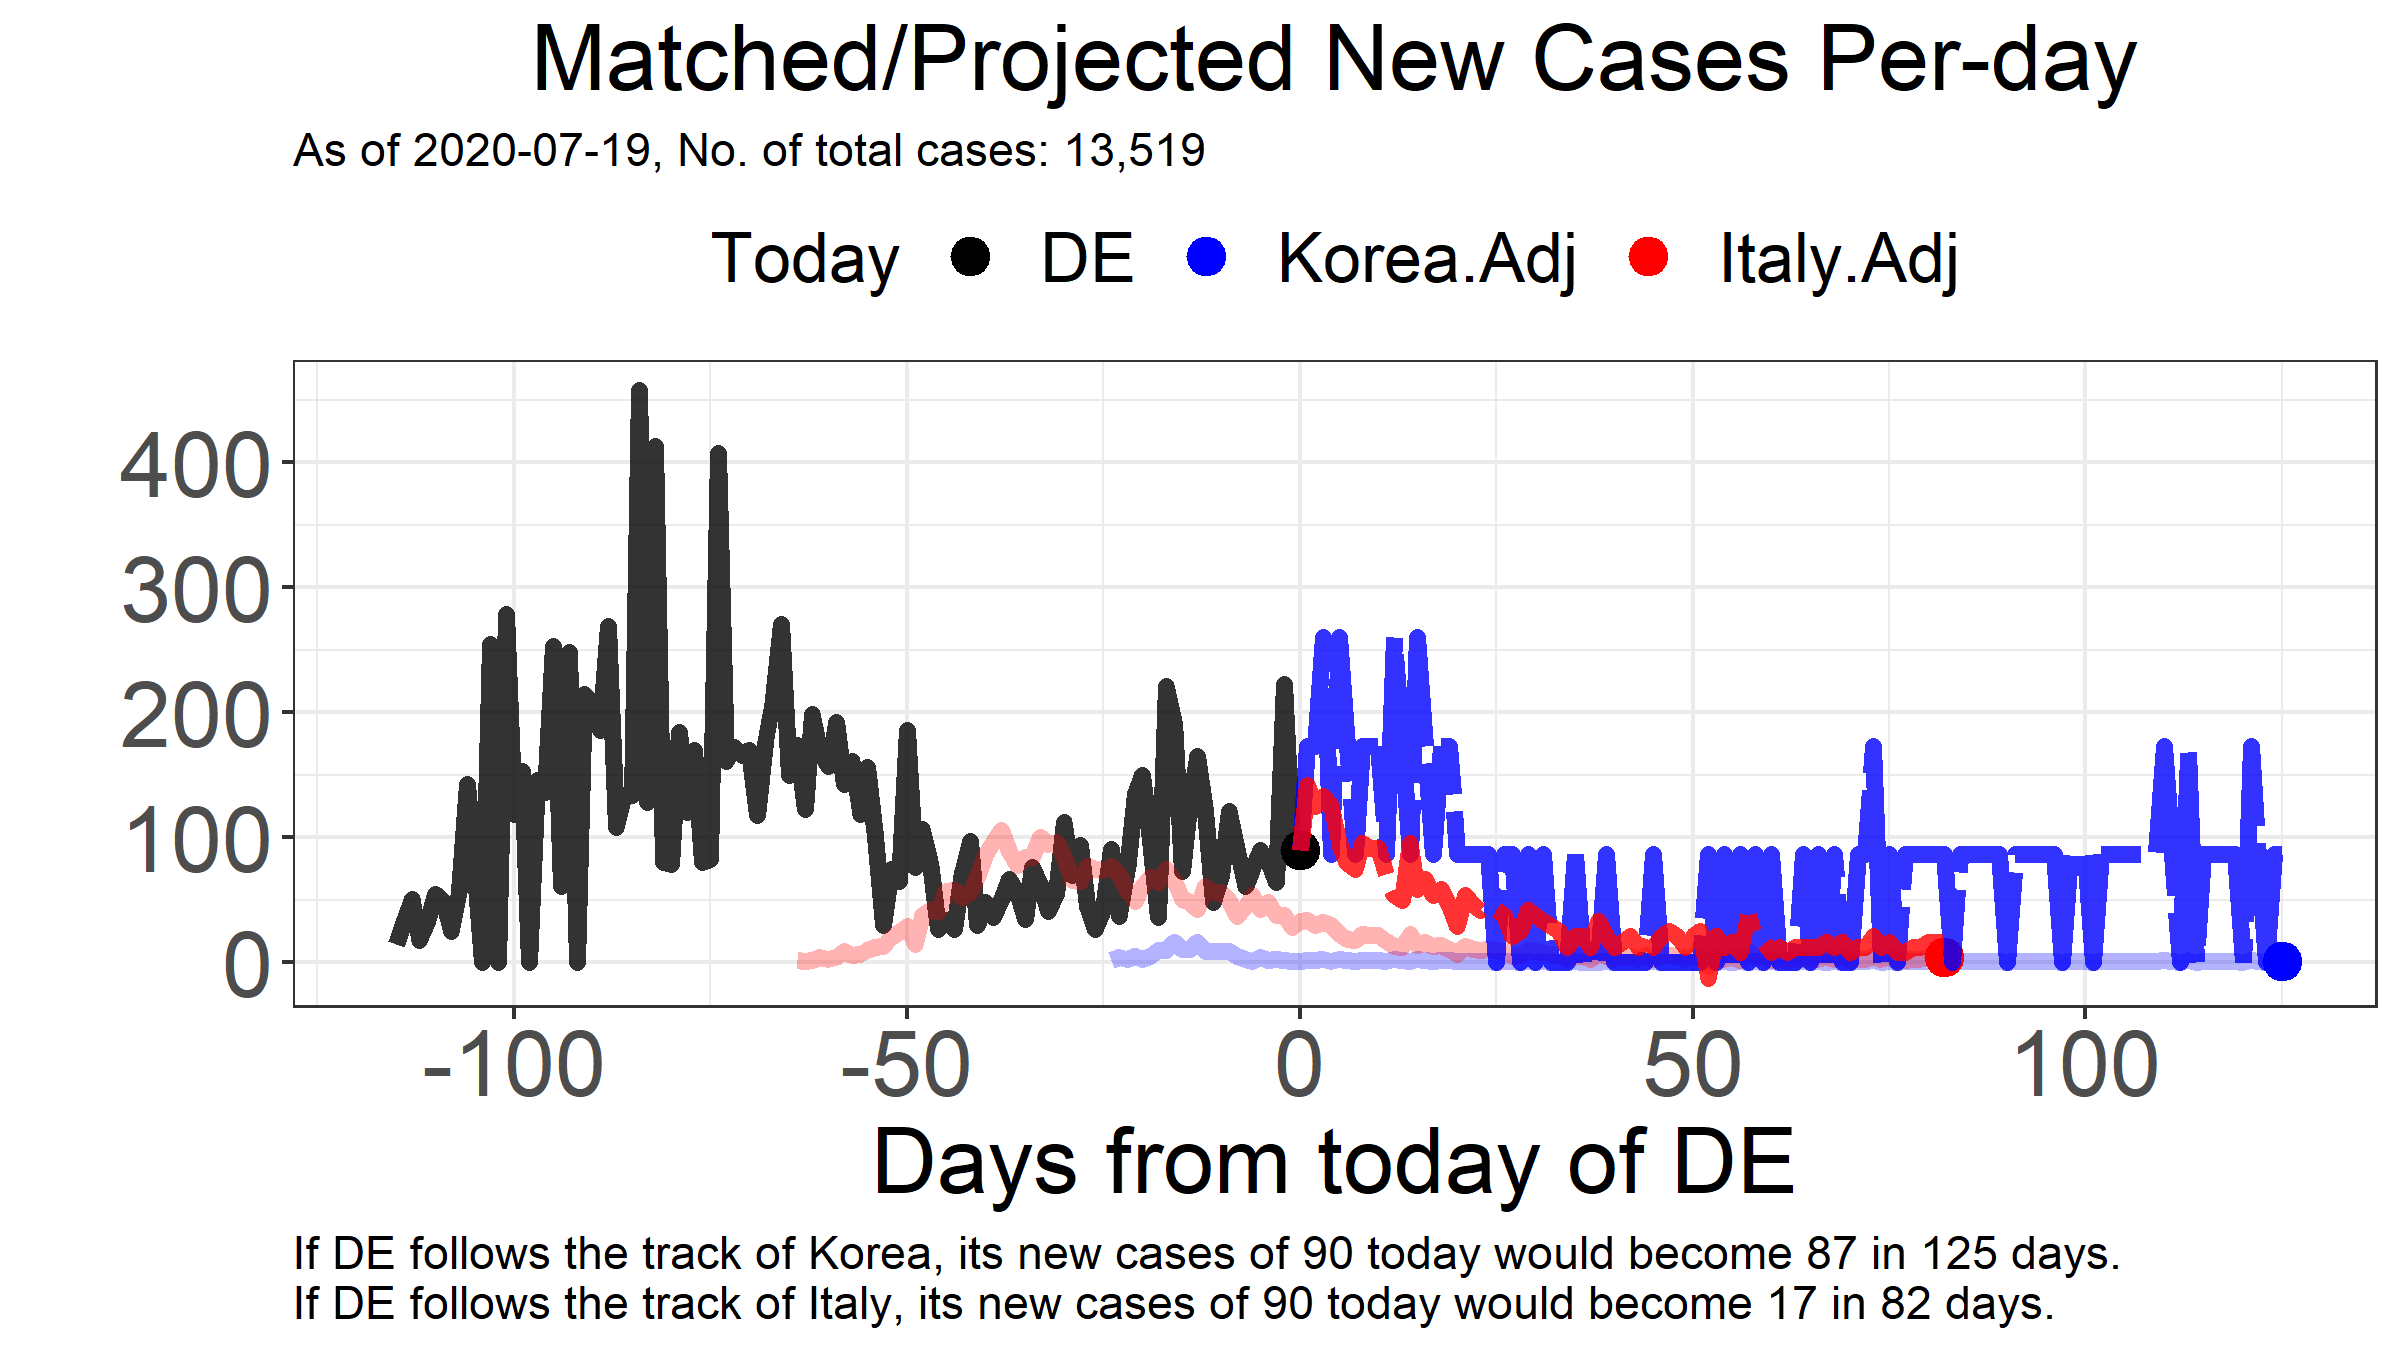 Matched/Projected New Cases Per-day
As of 2020-07-19, No. of total cases: 13,519
Today DE Korea.Adj Italy.Adj
400
300
200
100
0
-100 -50 0 50 100
Days from today of DE
If DE follows the track of Korea, its new cases of 90 today would become 87 in 125 days.
If DE follows the track of Italy, its new cases of 90 today would become 17 in 82 days.